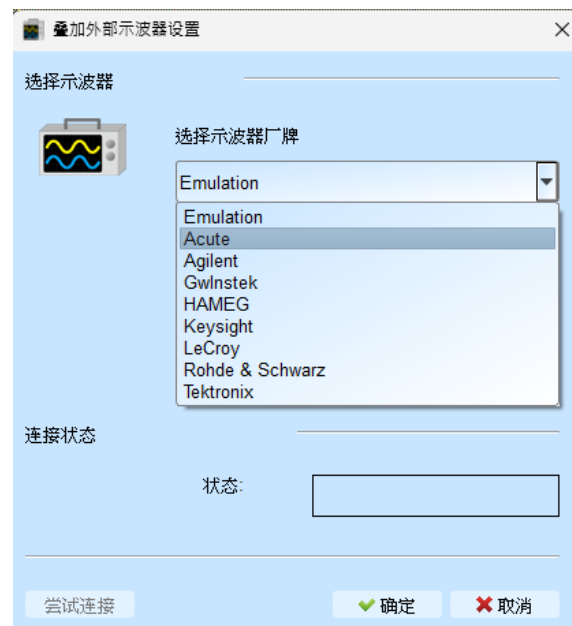 叠加外部示波器设置
选择示波器
选择示波器厂牌
Emulation
Emulation
Acute
Agilent
GwInstek
HAMEG
Keysight
LeCroy
Rohde & Schwarz
Tektronix
连接状态
状态:
尝试连接
确定
取消